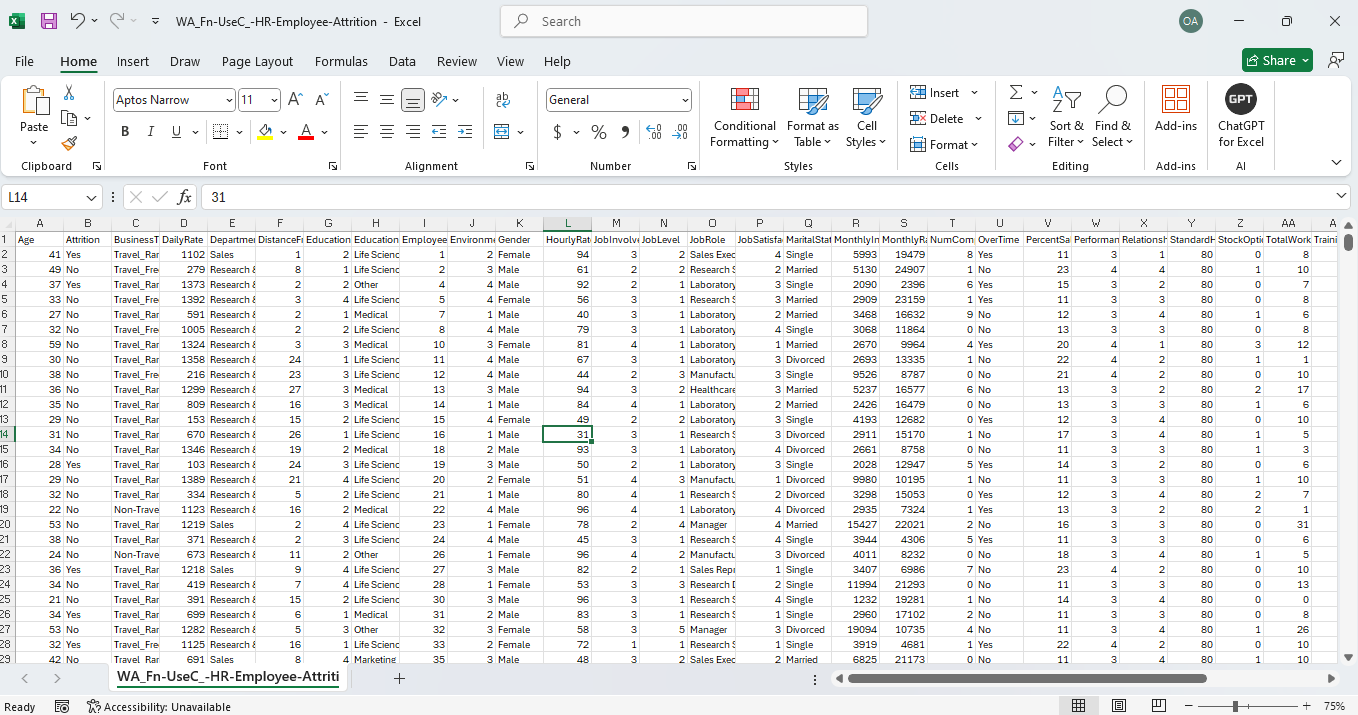 WA_Fn-UseC_-HR-Employee-Attrition - Excel
Search
OA
File Home Insert Draw Page Layout Formulas Data Review View Help
Share
Paste
Clipboard
Aptos Narrow 11
B I U A
Font
ab
Alignment
General
$ % ,
Number
Conditional Formatting
Format as Table
Cell Styles
Styles
Insert
Delete
Format
Cells
Sort & Filter
Find & Select
Editing
Add-ins
Add-ins
GPT
ChatGPT for Excel
AI
L14 fx 31
A B C D E F G H I J K L M N O P Q R S T U V W X Y Z AA A
1 Age Attrition BusinessT DailyRate Departmen DistanceFr Education Education Employee Environme Gender HourlyRat JobInvolve JobLevel JobRole JobSatisfac MaritalStat MonthlyIn MonthlyRa NumComp OverTime PercentSal Performan Relationsh StandardH StockOptio TotalWork Traini
2 41 Yes Travel_Rar 1102 Sales 1 2 Life Scienc 1 2 Female 94 3 2 Sales Exec 4 Single 5993 19479 8 Yes 11 3 1 80 0 8
3 49 No Travel_Fre 279 Research & 8 1 Life Scienc 2 3 Male 61 2 2 Research S 2 Married 5130 24907 1 No 23 4 4 80 1 10
4 37 Yes Travel_Rar 1373 Research & 2 2 Other 4 4 Male 92 2 1 Laboratory 3 Single 2090 2396 6 Yes 15 3 2 80 0 7
5 33 No Travel_Fre 1392 Research & 3 4 Life Scienc 5 4 Female 56 3 1 Research S 3 Married 2909 23159 1 Yes 11 3 3 80 0 8
6 27 No Travel_Rar 591 Research & 2 1 Medical 7 1 Male 40 3 1 Laboratory 2 Married 3468 16632 9 No 12 3 4 80 1 6
7 32 No Travel_Fre 1005 Research & 2 2 Life Scienc 8 4 Male 79 3 1 Laboratory 4 Single 3068 11864 0 No 13 3 3 80 0 8
8 59 No Travel_Rar 1324 Research & 3 3 Medical 10 3 Female 81 4 1 Laboratory 1 Married 2670 9964 4 Yes 20 4 1 80 3 12
9 30 No Travel_Rar 1358 Research & 24 1 Life Scienc 11 4 Male 67 3 1 Laboratory 3 Divorced 2693 13335 1 No 22 4 2 80 1 1
10 38 No Travel_Fre 216 Research & 23 3 Life Scienc 12 4 Male 44 2 3 Manufactu 3 Single 9526 8787 0 No 21 4 2 80 0 10
11 36 No Travel_Rar 1299 Research & 27 3 Medical 13 3 Male 94 3 2 Healthcare 3 Married 5237 16577 6 No 13 3 2 80 2 17
12 35 No Travel_Rar 809 Research & 16 3 Medical 14 1 Male 84 4 1 Laboratory 2 Married 2426 16479 0 No 13 3 3 80 1 6
13 29 No Travel_Rar 153 Research & 15 2 Life Scienc 15 4 Female 49 2 2 Laboratory 3 Single 4193 12682 0 Yes 12 3 4 80 0 10
14 31 No Travel_Rar 670 Research & 26 1 Life Scienc 16 1 Male 31 3 1 Research S 3 Divorced 2911 15170 1 No 17 3 4 80 1 5
15 34 No Travel_Rar 1346 Research & 19 2 Medical 18 2 Male 93 3 1 Laboratory 4 Divorced 2661 8758 0 No 11 3 3 80 1 3
16 28 Yes Travel_Rar 103 Research & 24 3 Life Scienc 19 3 Male 50 2 1 Laboratory 3 Single 2028 12947 5 Yes 14 3 2 80 0 6
17 29 No Travel_Rar 1389 Research & 21 4 Life Scienc 20 2 Female 51 4 3 Manufactu 1 Divorced 9980 10195 1 No 11 3 3 80 1 10
18 32 No Travel_Rar 334 Research & 5 2 Life Scienc 21 1 Male 80 4 1 Research S 2 Divorced 3298 15053 0 Yes 12 3 4 80 2 7
19 22 No Non-Trave 1123 Research & 16 2 Medical 22 4 Male 96 4 1 Laboratory 4 Divorced 2935 7324 1 Yes 13 3 2 80 2 1
20 53 No Travel_Rar 1219 Sales 2 4 Life Scienc 23 1 Female 78 2 4 Manager 4 Married 15427 22021 2 No 16 3 3 80 0 31
21 38 No Travel_Rar 371 Research & 2 3 Life Scienc 24 4 Male 45 3 1 Research S 4 Single 3944 4306 5 Yes 11 3 3 80 0 6
22 24 No Non-Trave 673 Research & 11 2 Other 26 1 Female 96 4 2 Manufactu 3 Divorced 4011 8232 0 No 18 3 4 80 1 5
23 36 Yes Travel_Rar 1218 Sales 9 4 Life Scienc 27 3 Male 82 2 1 Sales Repr 1 Single 3407 6986 7 No 23 4 2 80 0 10
24 34 No Travel_Rar 419 Research & 7 4 Life Scienc 28 1 Female 53 3 3 Research D 2 Single 11994 21293 0 No 11 3 3 80 0 13
25 21 No Travel_Rar 391 Research & 15 2 Life Scienc 30 3 Male 96 3 1 Research S 4 Single 1232 19281 1 No 14 3 4 80 0 0
26 34 Yes Travel_Rar 699 Research & 6 1 Medical 31 2 Male 83 3 1 Research S 1 Single 2960 17102 2 No 11 3 3 80 0 8
27 53 No Travel_Rar 1282 Research & 5 3 Other 32 3 Female 58 3 5 Manager 3 Divorced 19094 10735 4 No 11 3 4 80 1 26
28 32 Yes Travel_Fre 1125 Research & 16 1 Life Scienc 33 2 Female 72 1 1 Research S 1 Single 3919 4681 1 Yes 22 4 2 80 0 10
29 42 No Travel_Rar 691 Sales 8 4 Marketing 35 3 Male 48 3 2 Sales Exec 2 Married 6825 21173 0 No 11 3 4 80 1 10
WA_Fn-UseC_-HR-Employee-Attriti
Ready Accessibility: Unavailable 75%